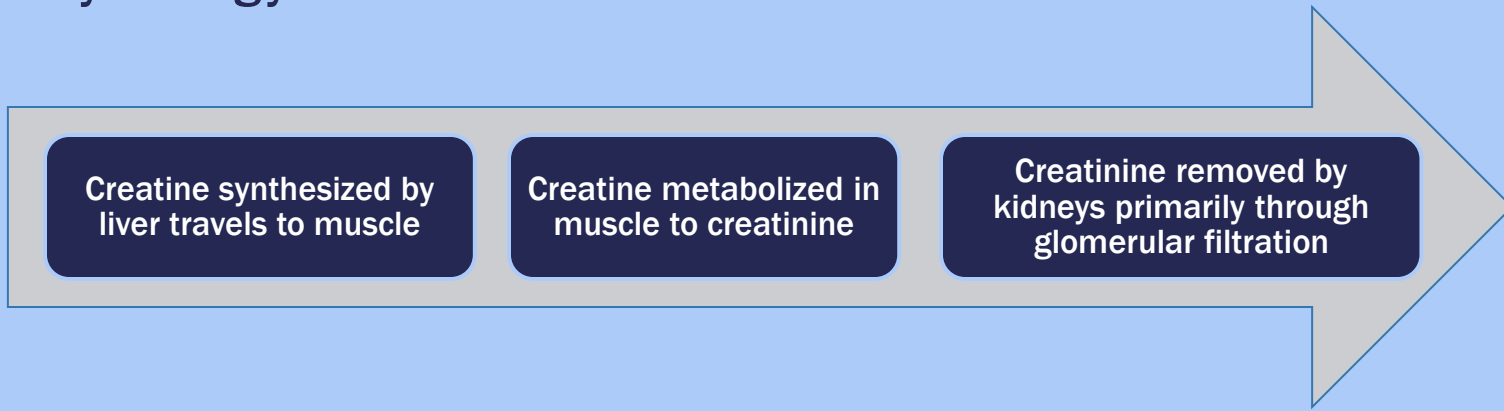 Creatine synthesized by
liver travels to muscle
Creatine metabolized in
muscle to creatinine
Creatinine removed by
kidneys primarily through
glomerular filtration